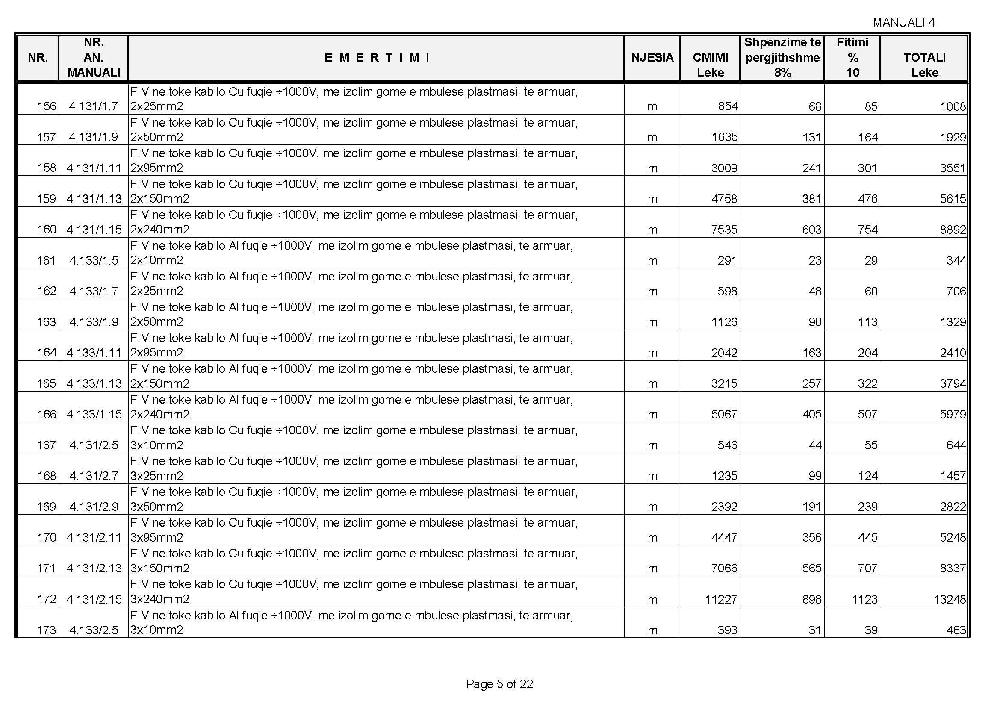 MANUALI 4
NR. NR. AN. MANUALI E M E R T I M I NJESIA CMIMI Leke Shpenzime te pergjithshme 8% Fitimi % 10 TOTALI Leke
F.V.ne toke kabllo Cu fuqie ÷1000V, me izolim gome e mbulese plastmasi, te armuar,
156 4.131/1.7 2x25mm2 m 854 68 85 1008
F.V.ne toke kabllo Cu fuqie ÷1000V, me izolim gome e mbulese plastmasi, te armuar,
157 4.131/1.9 2x50mm2 m 1635 131 164 1929
F.V.ne toke kabllo Cu fuqie ÷1000V, me izolim gome e mbulese plastmasi, te armuar,
158 4.131/1.11 2x95mm2 m 3009 241 301 3551
F.V.ne toke kabllo Cu fuqie ÷1000V, me izolim gome e mbulese plastmasi, te armuar,
159 4.131/1.13 2x150mm2 m 4758 381 476 5615
F.V.ne toke kabllo Cu fuqie ÷1000V, me izolim gome e mbulese plastmasi, te armuar,
160 4.131/1.15 2x240mm2 m 7535 603 754 8892
F.V.ne toke kabllo Al fuqie ÷1000V, me izolim gome e mbulese plastmasi, te armuar,
161 4.133/1.5 2x10mm2 m 291 23 29 344
F.V.ne toke kabllo Al fuqie ÷1000V, me izolim gome e mbulese plastmasi, te armuar,
162 4.133/1.7 2x25mm2 m 598 48 60 706
F.V.ne toke kabllo Al fuqie ÷1000V, me izolim gome e mbulese plastmasi, te armuar,
163 4.133/1.9 2x50mm2 m 1126 90 113 1329
F.V.ne toke kabllo Al fuqie ÷1000V, me izolim gome e mbulese plastmasi, te armuar,
164 4.133/1.11 2x95mm2 m 2042 163 204 2410
F.V.ne toke kabllo Al fuqie ÷1000V, me izolim gome e mbulese plastmasi, te armuar,
165 4.133/1.13 2x150mm2 m 3215 257 322 3794
F.V.ne toke kabllo Al fuqie ÷1000V, me izolim gome e mbulese plastmasi, te armuar,
166 4.133/1.15 2x240mm2 m 5067 405 507 5979
F.V.ne toke kabllo Cu fuqie ÷1000V, me izolim gome e mbulese plastmasi, te armuar,
167 4.131/2.5 3x10mm2 m 546 44 55 644
F.V.ne toke kabllo Cu fuqie ÷1000V, me izolim gome e mbulese plastmasi, te armuar,
168 4.131/2.7 3x25mm2 m 1235 99 124 1457
F.V.ne toke kabllo Cu fuqie ÷1000V, me izolim gome e mbulese plastmasi, te armuar,
169 4.131/2.9 3x50mm2 m 2392 191 239 2822
F.V.ne toke kabllo Cu fuqie ÷1000V, me izolim gome e mbulese plastmasi, te armuar,
170 4.131/2.11 3x95mm2 m 4447 356 445 5248
F.V.ne toke kabllo Cu fuqie ÷1000V, me izolim gome e mbulese plastmasi, te armuar,
171 4.131/2.13 3x150mm2 m 7066 565 707 8337
F.V.ne toke kabllo Cu fuqie ÷1000V, me izolim gome e mbulese plastmasi, te armuar,
172 4.131/2.15 3x240mm2 m 11227 898 1123 13248
F.V.ne toke kabllo Al fuqie ÷1000V, me izolim gome e mbulese plastmasi, te armuar,
173 4.133/2.5 3x10mm2 m 393 31 39 463
Page 5 of 22